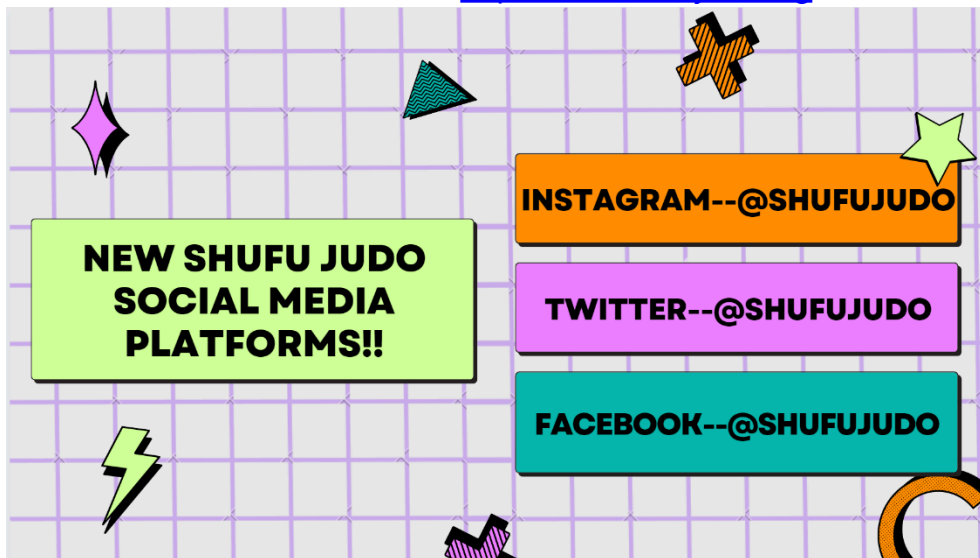 NEW SHUFU JUDO
SOCIAL MEDIA
PLATFORMS!!
INSTAGRAM--@SHUFUJUDO
TWITTER--@SHUFUJUDO
FACEBOOK--@SHUFUJUDO